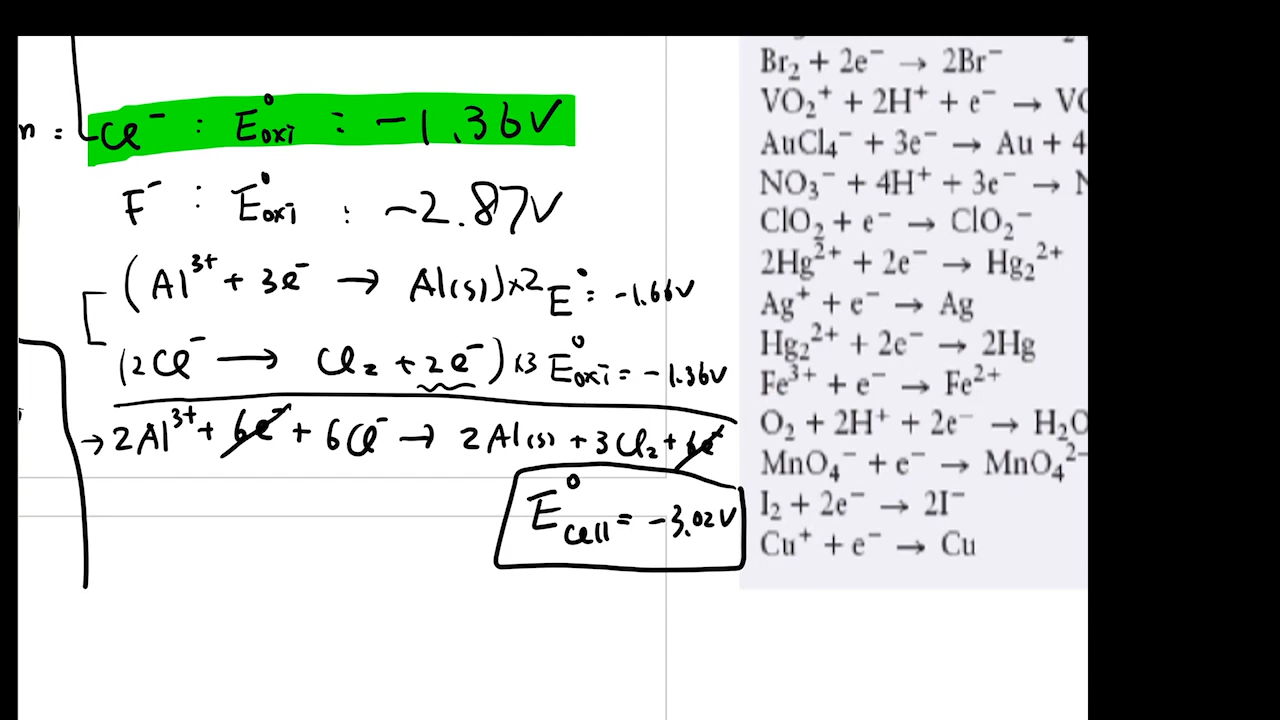 n = Cl⁻ : E°oxi = -1.36V
F⁻ : E°oxi : -2.87V
(Al³⁺ + 3e⁻ → Al(s))×2 E° = -1.66V
(2Cl⁻ → Cl₂ + 2e⁻)×3 E°oxi = -1.36V
→ 2Al³⁺ + 6e⁻ + 6Cl⁻ → 2Al(s) + 3Cl₂ + 6e⁻
E°cell = -3.02V
Br₂ + 2e⁻ → 2Br⁻
VO₂⁺ + 2H⁺ + e⁻ → VO
AuCl₄⁻ + 3e⁻ → Au + 4
NO₃⁻ + 4H⁺ + 3e⁻ → N
ClO₂ + e⁻ → ClO₂⁻
2Hg²⁺ + 2e⁻ → Hg₂²⁺
Ag⁺ + e⁻ → Ag
Hg₂²⁺ + 2e⁻ → 2Hg
Fe³⁺ + e⁻ → Fe²⁺
O₂ + 2H⁺ + 2e⁻ → H₂O
MnO₄⁻ + e⁻ → MnO₄²⁻
I₂ + 2e⁻ → 2I⁻
Cu⁺ + e⁻ → Cu